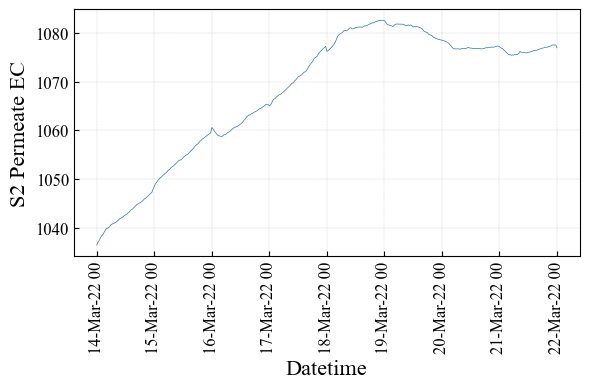 S2 Permeate EC
1080
1070
1060
1050
1040
14-Mar-22 00
15-Mar-22 00
16-Mar-22 00
17-Mar-22 00
18-Mar-22 00
19-Mar-22 00
20-Mar-22 00
21-Mar-22 00
22-Mar-22 00
Datetime